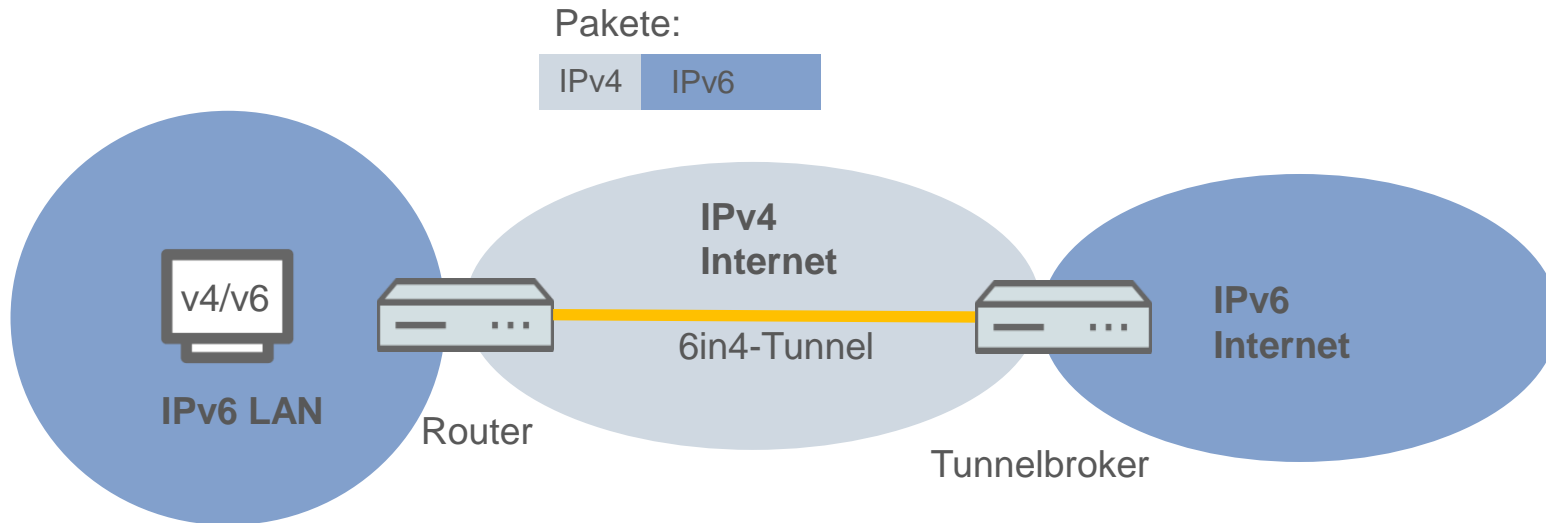 Pakete:
IPv4 IPv6
IPv4
Internet
v4/v6
IPv6
Internet
6in4-Tunnel
IPv6 LAN
Router
Tunnelbroker